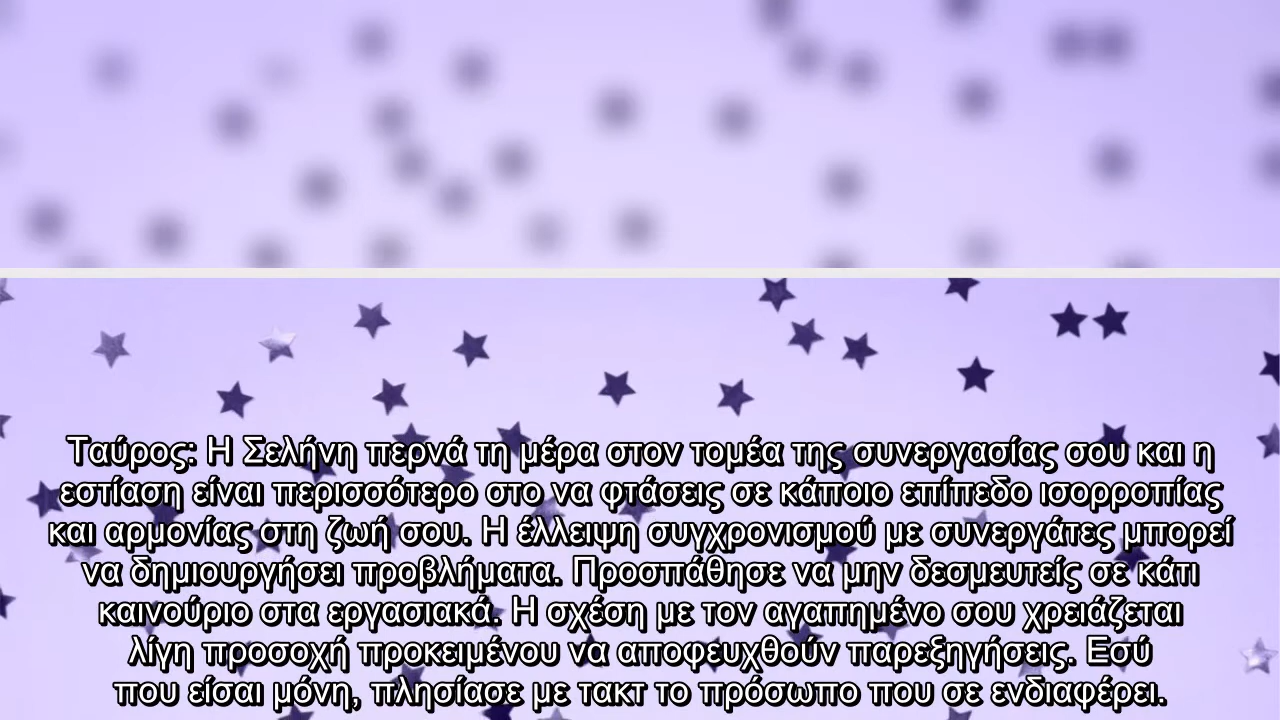 Ταύρος: Η Σελήνη περνά τη μέρα στον τομέα της συνεργασίας σου και η
εστίαση είναι περισσότερο στο να φτάσεις σε κάποιο επίπεδο ισορροπίας
και αρμονίας στη ζωή σου. Η έλλειψη συγχρονισμού με συνεργάτες μπορεί
να δημιουργήσει προβλήματα. Προσπάθησε να μην δεσμευτείς σε κάτι
καινούριο στα εργασιακά. Η σχέση με τον αγαπημένο σου χρειάζεται
λίγη προσοχή προκειμένου να αποφευχθούν παρεξηγήσεις. Εσύ
που είσαι μόνη, πλησίασε με τακτ το πρόσωπο που σε ενδιαφέρει.